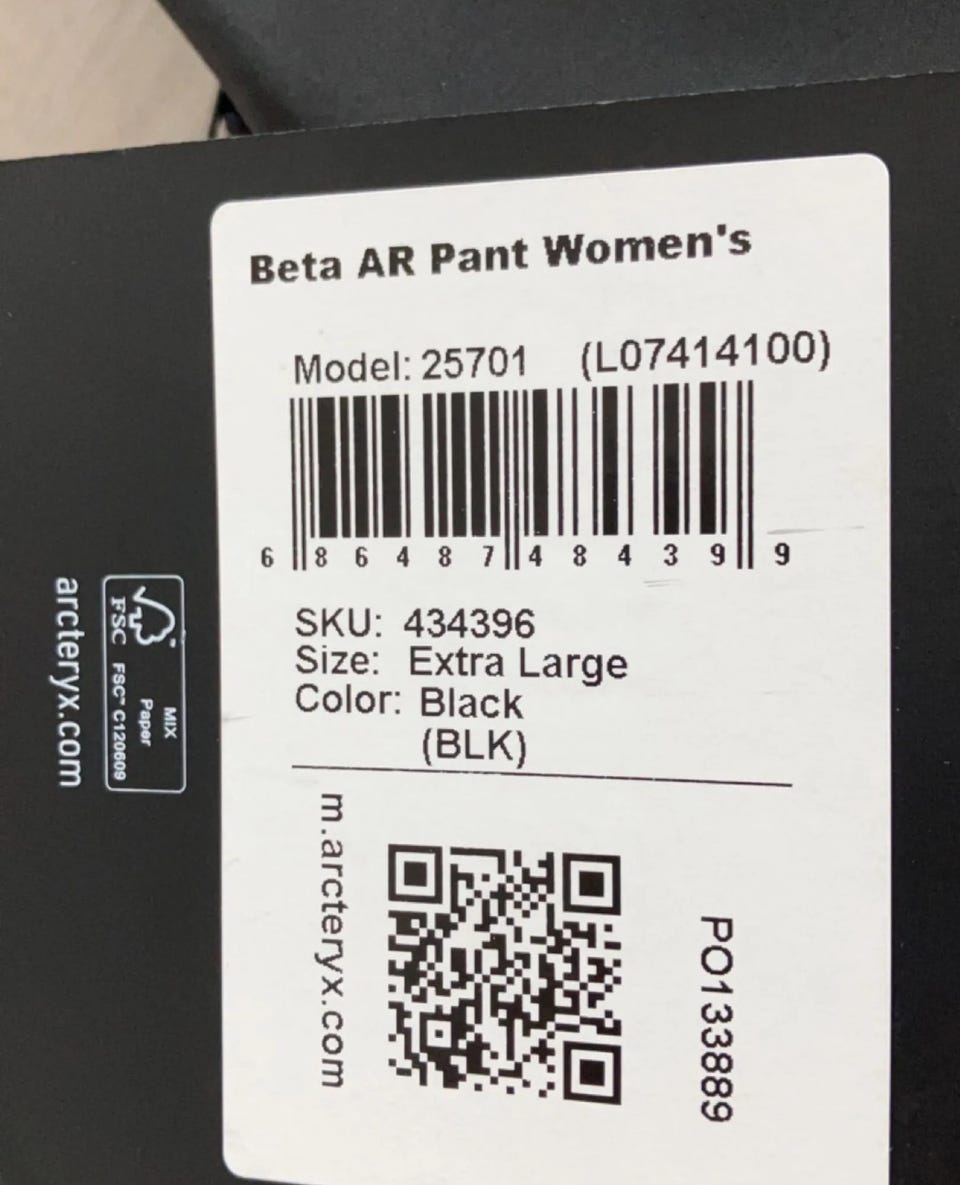 Beta AR Pant Women's
Model: 25701 (L07414100)
6 86487 48439 9
SKU: 434396
Size: Extra Large
Color: Black
(BLK)
m.arcteryx.com
PO133889
arcteryx.com
FSC
MIX
Paper
FSC™ C120609